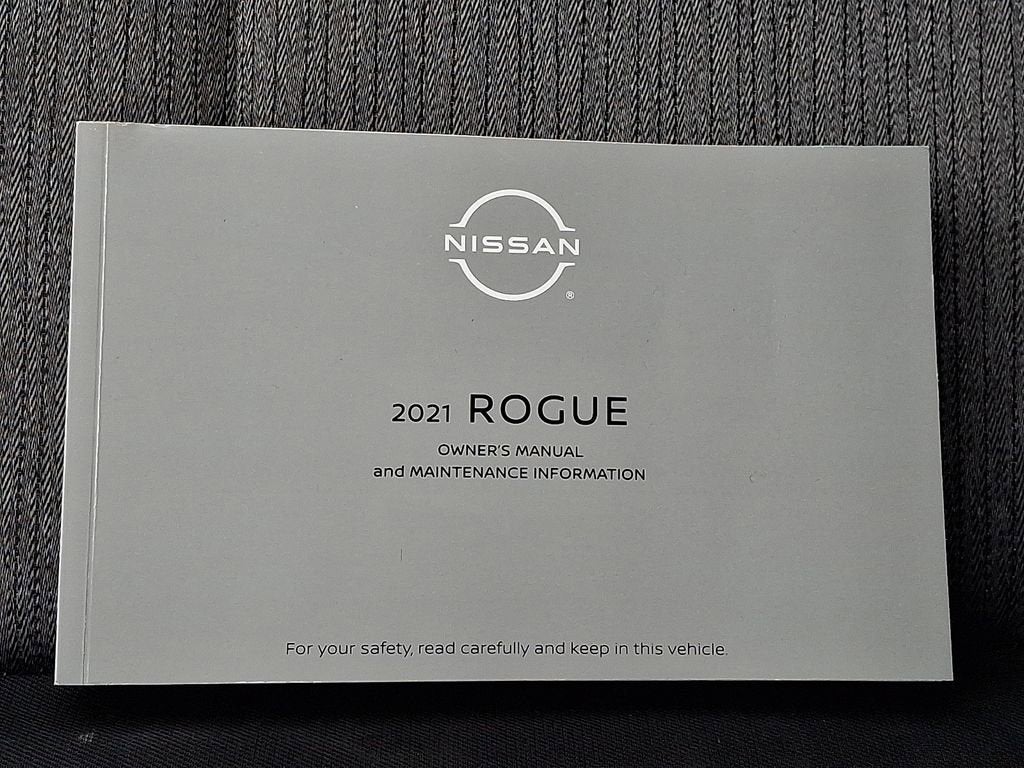 NISSAN
®
2021 ROGUE
OWNER'S MANUAL
and MAINTENANCE INFORMATION
For your safety, read carefully and keep in this vehicle.